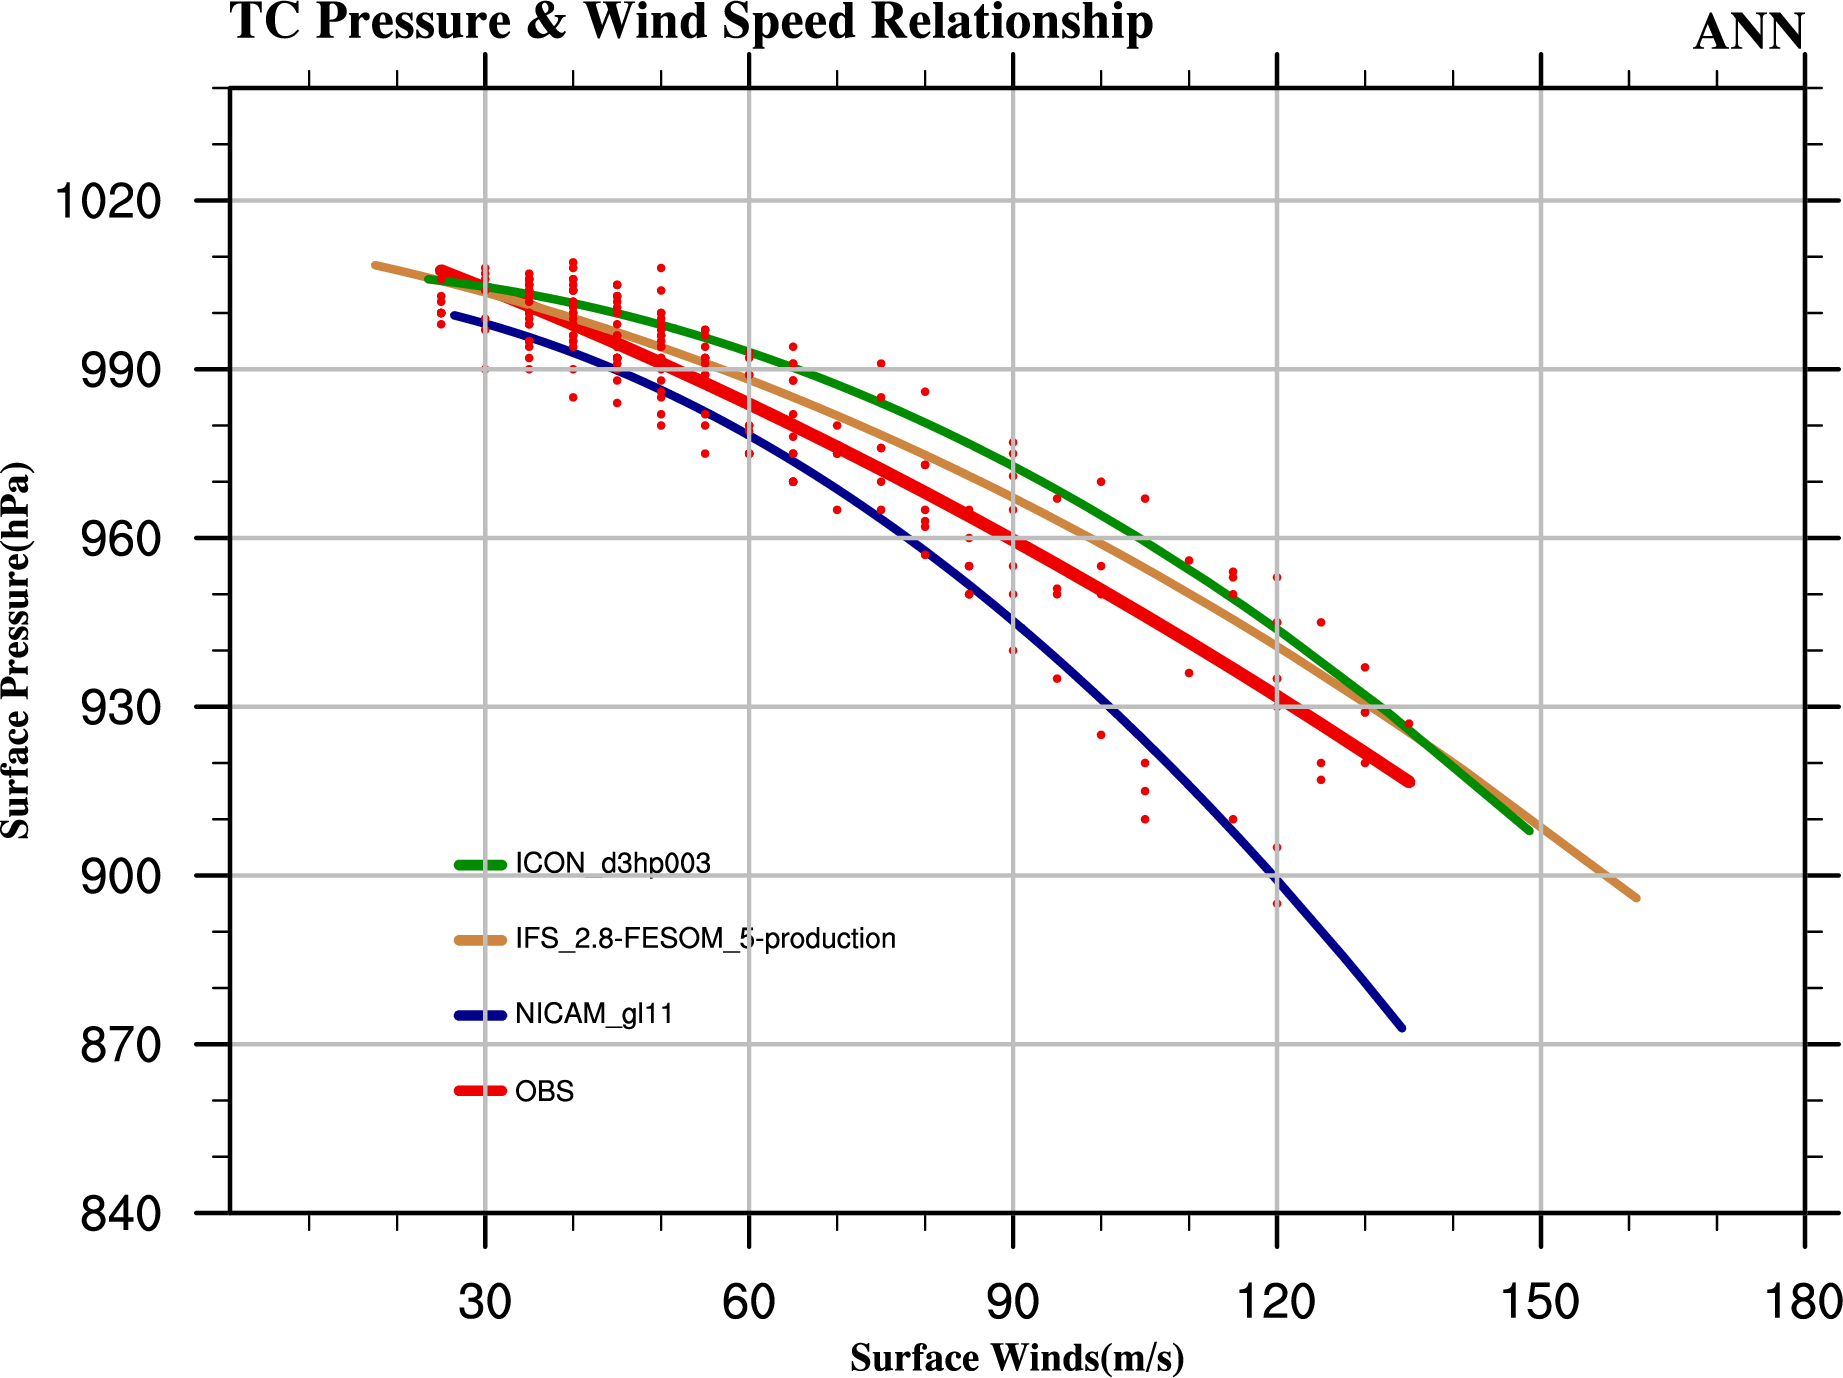 TC Pressure & Wind Speed Relationship
ANN
1020
990
960
930
900
870
840
Surface Pressure(hPa)
ICON_d3hp003
IFS_2.8-FESOM_5-production
NICAM_gl11
OBS
30 60 90 120 150 180
Surface Winds(m/s)